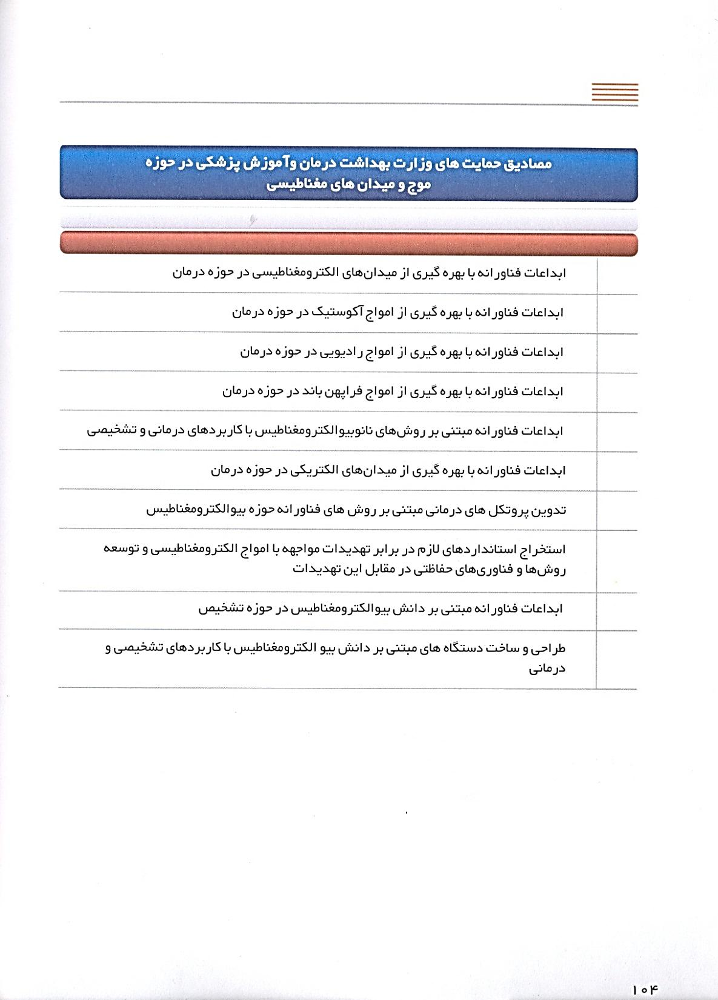 مصادیق حمایت های وزارت بهداشت درمان وآموزش پزشکی در حوزه
موج و میدان های مغناطیسی
ابداعات فناورانه با بهره گیری از میدان‌های الکترومغناطیسی در حوزه درمان
ابداعات فناورانه با بهره گیری از امواج آکوستیک در حوزه درمان
ابداعات فناورانه با بهره گیری از امواج رادیویی در حوزه درمان
ابداعات فناورانه با بهره گیری از امواج فراپهن باند در حوزه درمان
ابداعات فناورانه مبتنی بر روش‌های نانوبیوالکترومغناطیس با کاربردهای درمانی و تشخیصی
ابداعات فناورانه با بهره گیری از میدان‌های الکتریکی در حوزه درمان
تدوین پروتکل های درمانی مبتنی بر روش های فناورانه حوزه بیوالکترومغناطیس
استخراج استانداردهای لازم در برابر تهدیدات مواجهه با امواج الکترومغناطیسی و توسعه
روش‌ها و فناوری‌های حفاظتی در مقابل این تهدیدات
ابداعات فناورانه مبتنی بر دانش بیوالکترومغناطیس در حوزه تشخیص
طراحی و ساخت دستگاه های مبتنی بر دانش بیو الکترومغناطیس با کاربردهای تشخیصی و
درمانی
۱۰۴